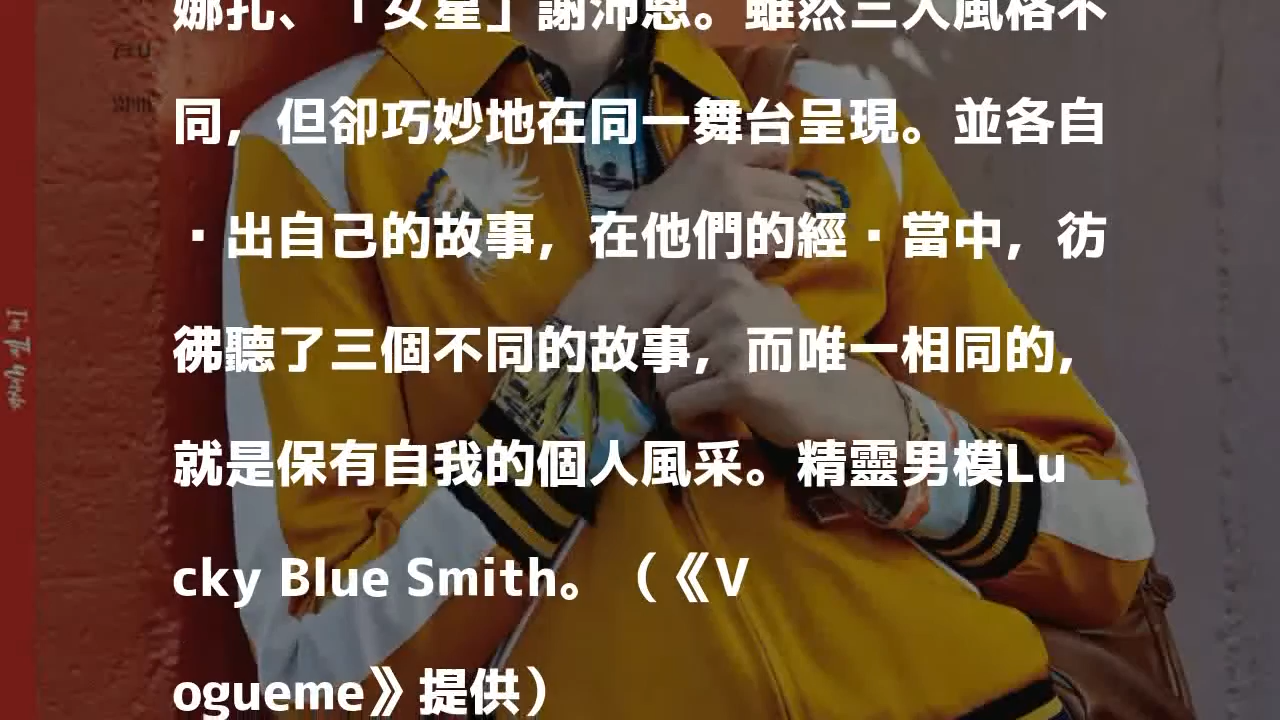 娜扎、「女星」謝沛恩。雖然三人風格不
同，但卻巧妙地在同一舞台呈現。並各自
▪出自己的故事，在他們的經▪當中，彷
彿聽了三個不同的故事，而唯一相同的，
就是保有自我的個人風采。精靈男模Lu
cky Blue Smith。（《V
ogueme》提供）